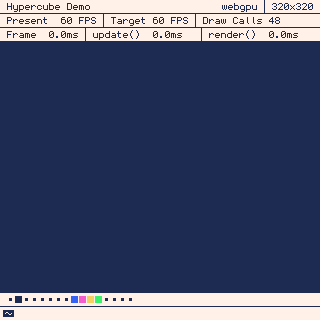 Hypercube Demo webgpu 320x320
Present 60 FPS Target 60 FPS Draw Calls 48
Frame 0.0ms update() 0.0ms render() 0.0ms